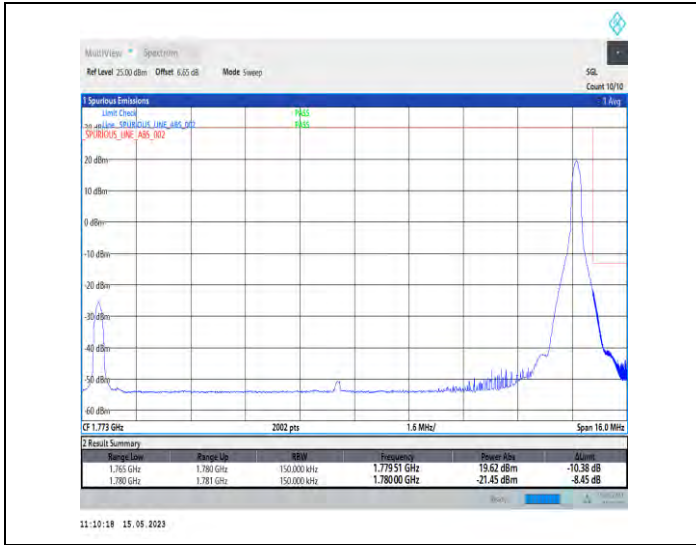 MultiView Spectrum
Ref Level 25.00 dBm Offset 6.65 dB Mode Sweep SGL
Count 10/10
1 Spurious Emissions 1 Avg
Limit Check PASS
Line _SPURIOUS_LINE_ABS_002 PASS
_SPURIOUS_LINE_ABS_002
20 dBm
10 dBm
0 dBm
-10 dBm
-20 dBm
-30 dBm
-40 dBm
-50 dBm
-60 dBm
CF 1.773 GHz 2002 pts 1.6 MHz/ Span 16.0 MHz
2 Result Summary
Range Low Range Up RBW Frequency Power Abs ΔLimit
1.765 GHz 1.780 GHz 150.000 kHz 1.77951 GHz 19.62 dBm -10.38 dB
1.780 GHz 1.781 GHz 150.000 kHz 1.78000 GHz -21.45 dBm -8.45 dB
11:10:18 15.05.2023